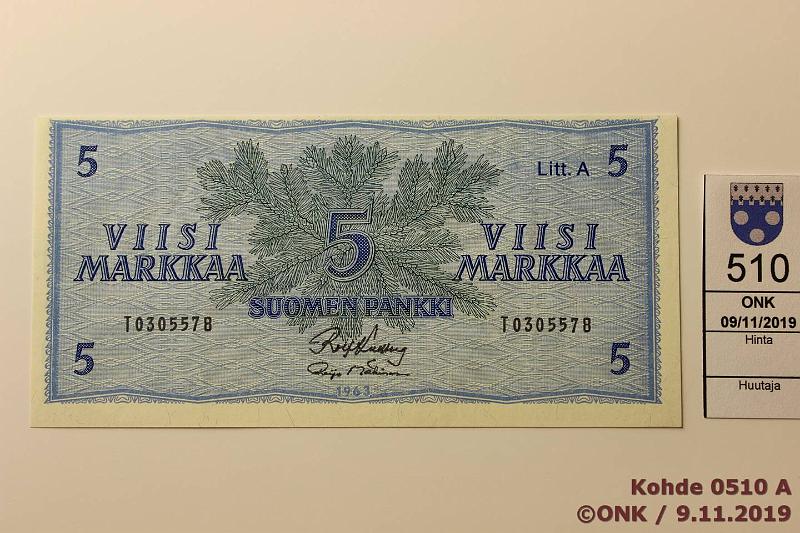 5
Litt. A 5
5
VIISI MARKKAA
VIISI MARKKAA
SUOMEN PANKKI
T0305578
T0305578
5
5
1963
510
ONK
09/11/2019
Hinta
Huutaja
Kohde 0510 A
©ONK / 9.11.2019